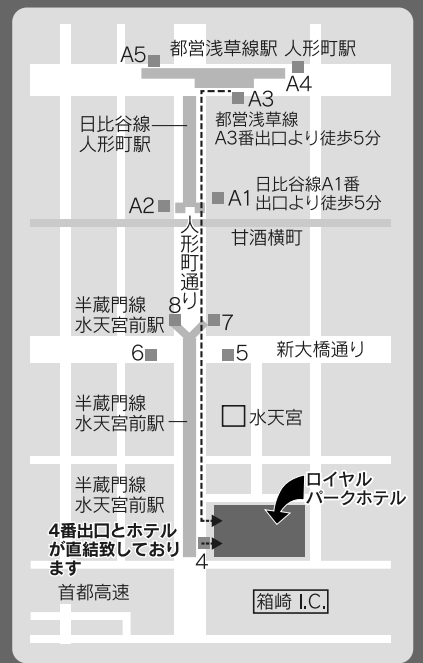 A5
都営浅草線駅 人形町駅
A4
A3
日比谷線
人形町駅
都営浅草線
A3番出口より徒歩5分
A2
A1
日比谷線A1番
出口より徒歩5分
甘酒横町
人形町通り
半蔵門線
水天宮前駅
8
7
6
5
新大橋通り
半蔵門線
水天宮前駅
水天宮
半蔵門線
水天宮前駅
ロイヤル
パークホテル
4番出口とホテル
が直結致しており
ます
4
首都高速
箱崎 I.C.